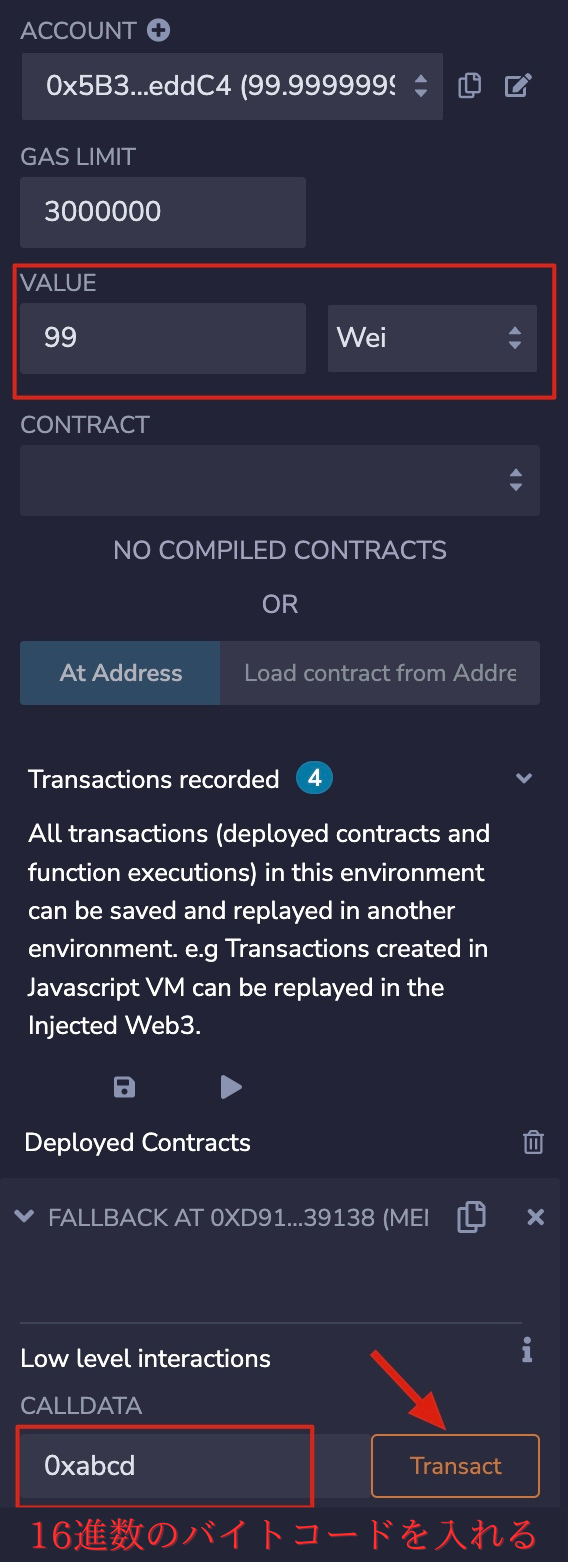 ACCOUNT
0x5B3...eddC4 (99.9999999
GAS LIMIT
3000000
VALUE
99 Wei
CONTRACT
NO COMPILED CONTRACTS
OR
At Address Load contract from Addre
Transactions recorded 4
All transactions (deployed contracts and
function executions) in this environment
can be saved and replayed in another
environment. e.g Transactions created in
Javascript VM can be replayed in the
Injected Web3.
Deployed Contracts
FALLBACK AT 0XD91...39138 (MEI
Low level interactions
CALLDATA
0xabcd Transact
16進数のバイトコードを入れる